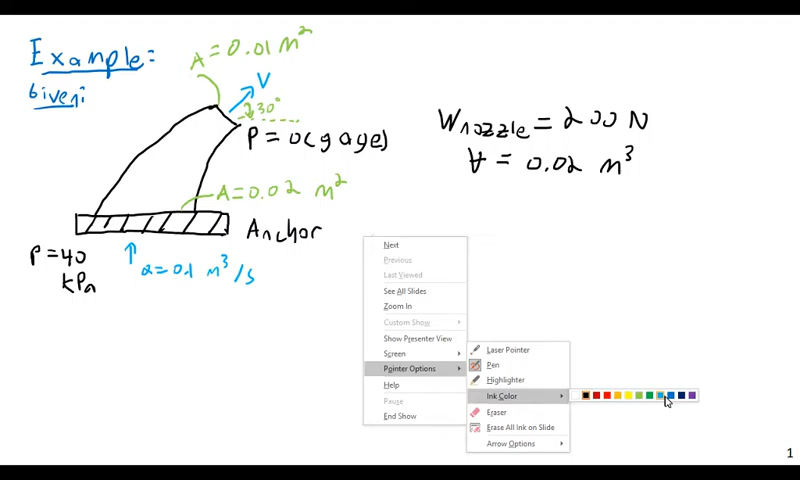 Example:
Given:
A = 0.01 m²
V
30°
P = 0 (gage)
A = 0.02 m²
Anchor
P = 40
kPa
Q = 0.1 m³/s
Wnozzle = 200 N
V = 0.02 m³
Next
Previous
Last Viewed
See All Slides
Zoom In
Custom Show
Show Presenter View
Screen
Pointer Options
Help
Pause
End Show
Laser Pointer
Pen
Highlighter
Ink Color
Eraser
Erase All Ink on Slide
Arrow Options
1